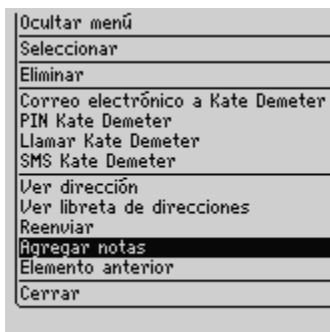 Ocultar menú
Seleccionar
Eliminar
Correo electrónico a Kate Demeter
PIN Kate Demeter
Llamar Kate Demeter
SMS Kate Demeter
Ver dirección
Ver libreta de direcciones
Reenviar
Agregar notas
Elemento anterior
Cerrar